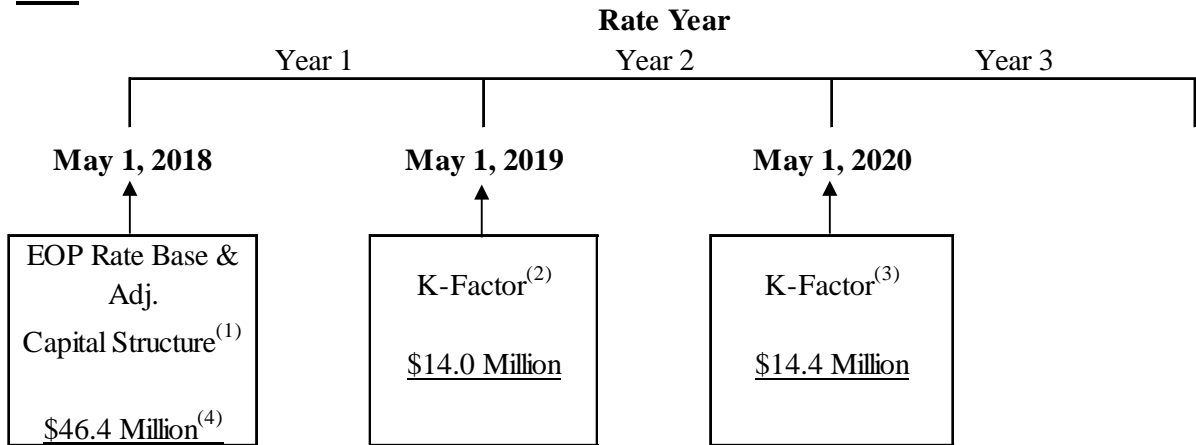 Rate Year
Year 1 Year 2 Year 3
May 1, 2018 May 1, 2019 May 1, 2020
EOP Rate Base &
Adj.
Capital Structure(1)
$46.4 Million(4)
K-Factor(2)
$14.0 Million
K-Factor(3)
$14.4 Million